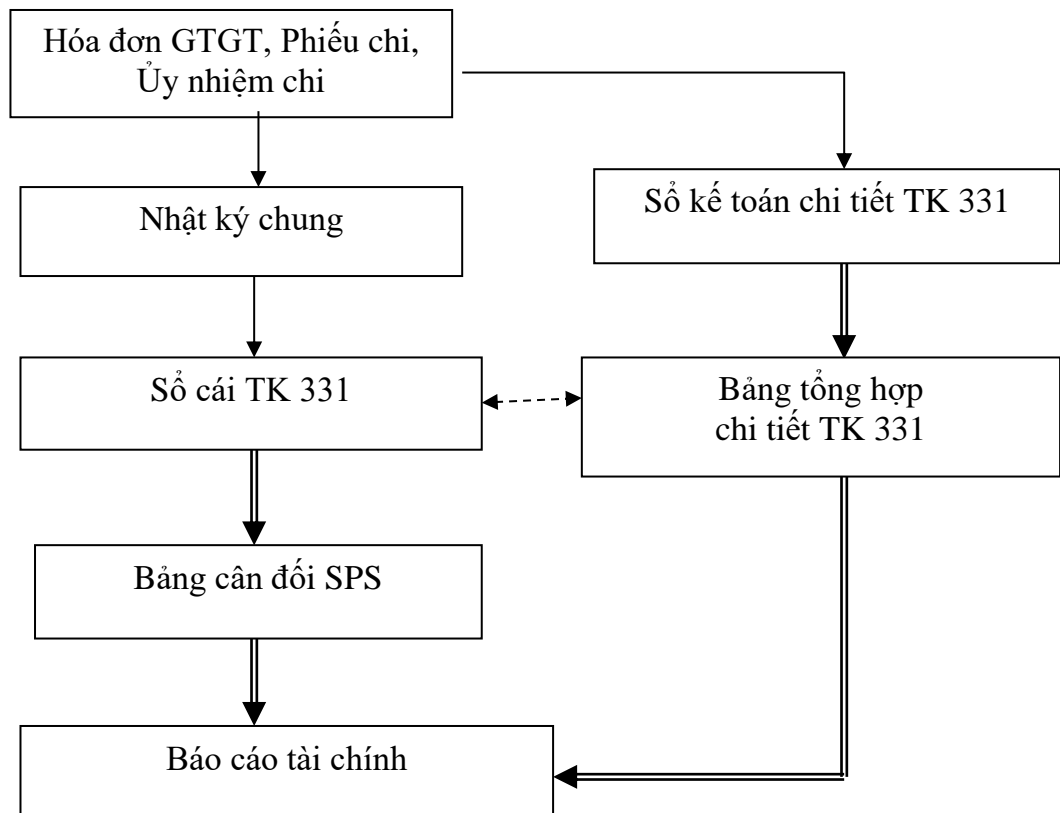 Hóa đơn GTGT, Phiếu chi,
Ủy nhiệm chi
Nhật ký chung
Sổ kế toán chi tiết TK 331
Sổ cái TK 331
Bảng tổng hợp
chi tiết TK 331
Bảng cân đối SPS
Báo cáo tài chính